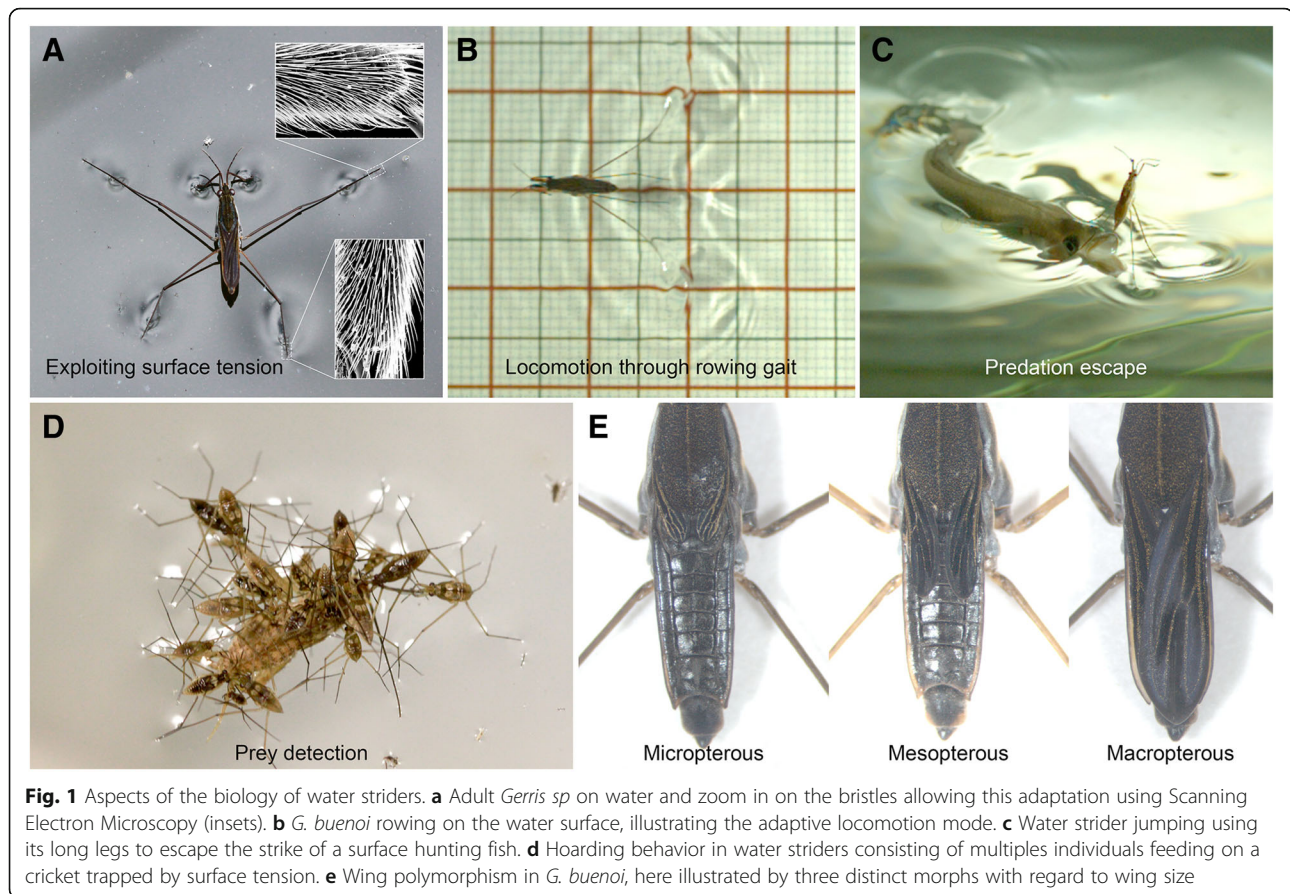 A
B
C
Exploiting surface tension
Locomotion through rowing gait
Predation escape
D
E
Prey detection
Micropterous
Mesopterous
Macropterous
Fig. 1 Aspects of the biology of water striders. a Adult Gerris sp on water and zoom in on the bristles allowing this adaptation using Scanning
Electron Microscopy (insets). b G. buenoi rowing on the water surface, illustrating the adaptive locomotion mode. c Water strider jumping using
its long legs to escape the strike of a surface hunting fish. d Hoarding behavior in water striders consisting of multiples individuals feeding on a
cricket trapped by surface tension. e Wing polymorphism in G. buenoi, here illustrated by three distinct morphs with regard to wing size